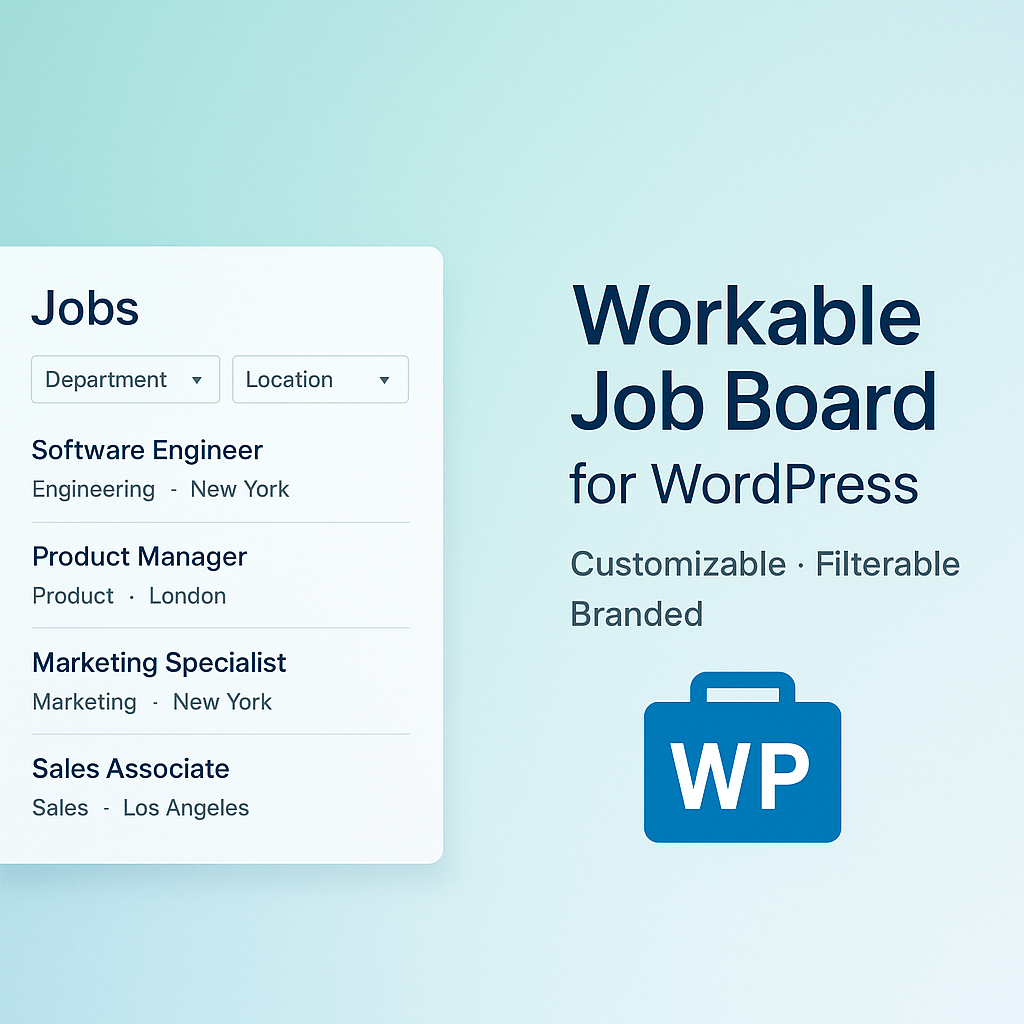 Jobs
Department ▼ Location ▼
Software Engineer
Engineering - New York
Product Manager
Product · London
Marketing Specialist
Marketing - New York
Sales Associate
Sales - Los Angeles
Workable
Job Board
for WordPress
Customizable · Filterable
Branded
WP